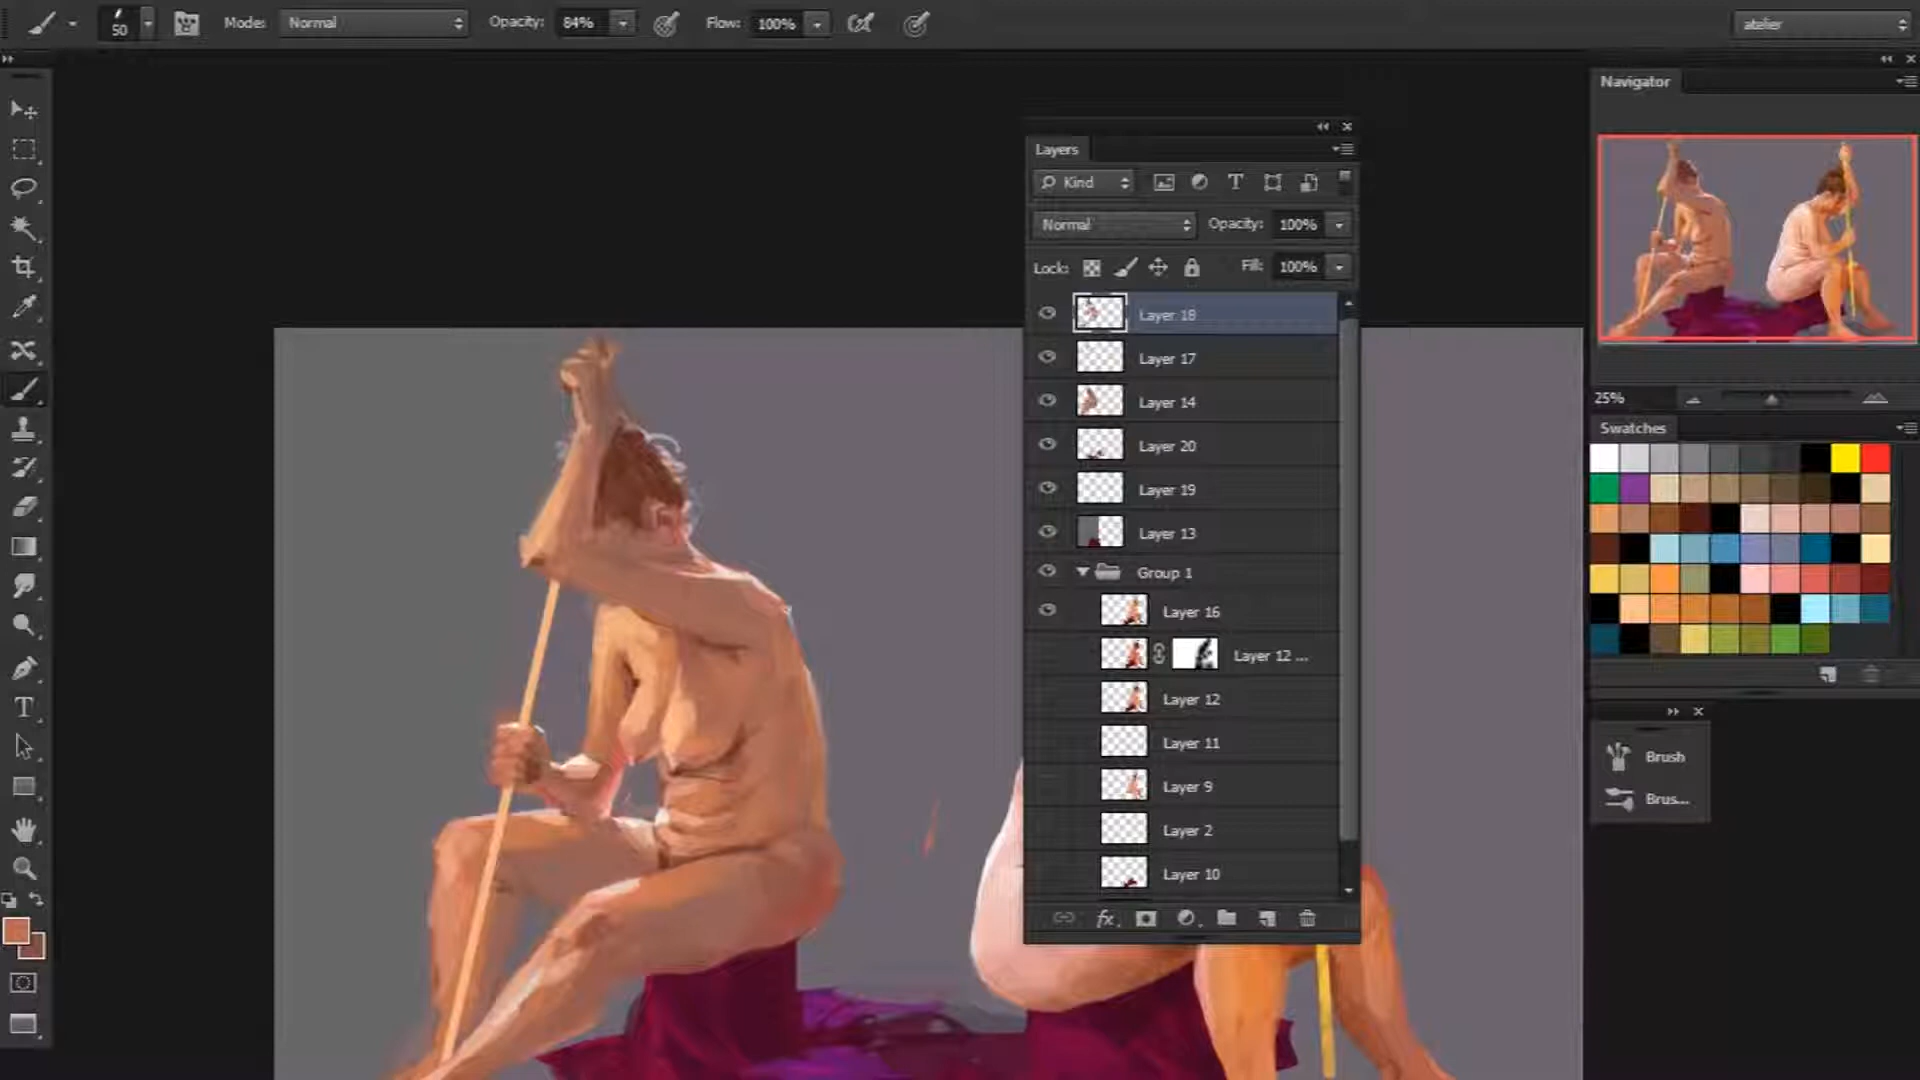 50 Mode: Normal Opacity: 84% Flow: 100% atelier
Navigator
Layers
Kind
Normal Opacity: 100%
Lock: Fill: 100%
Layer 18
Layer 17
Layer 14
Layer 20
Layer 19
Layer 13
Group 1
Layer 16
Layer 12 ...
Layer 12
Layer 11
Layer 9
Layer 2
Layer 10
fx
25%
Swatches
Brush
Brus...